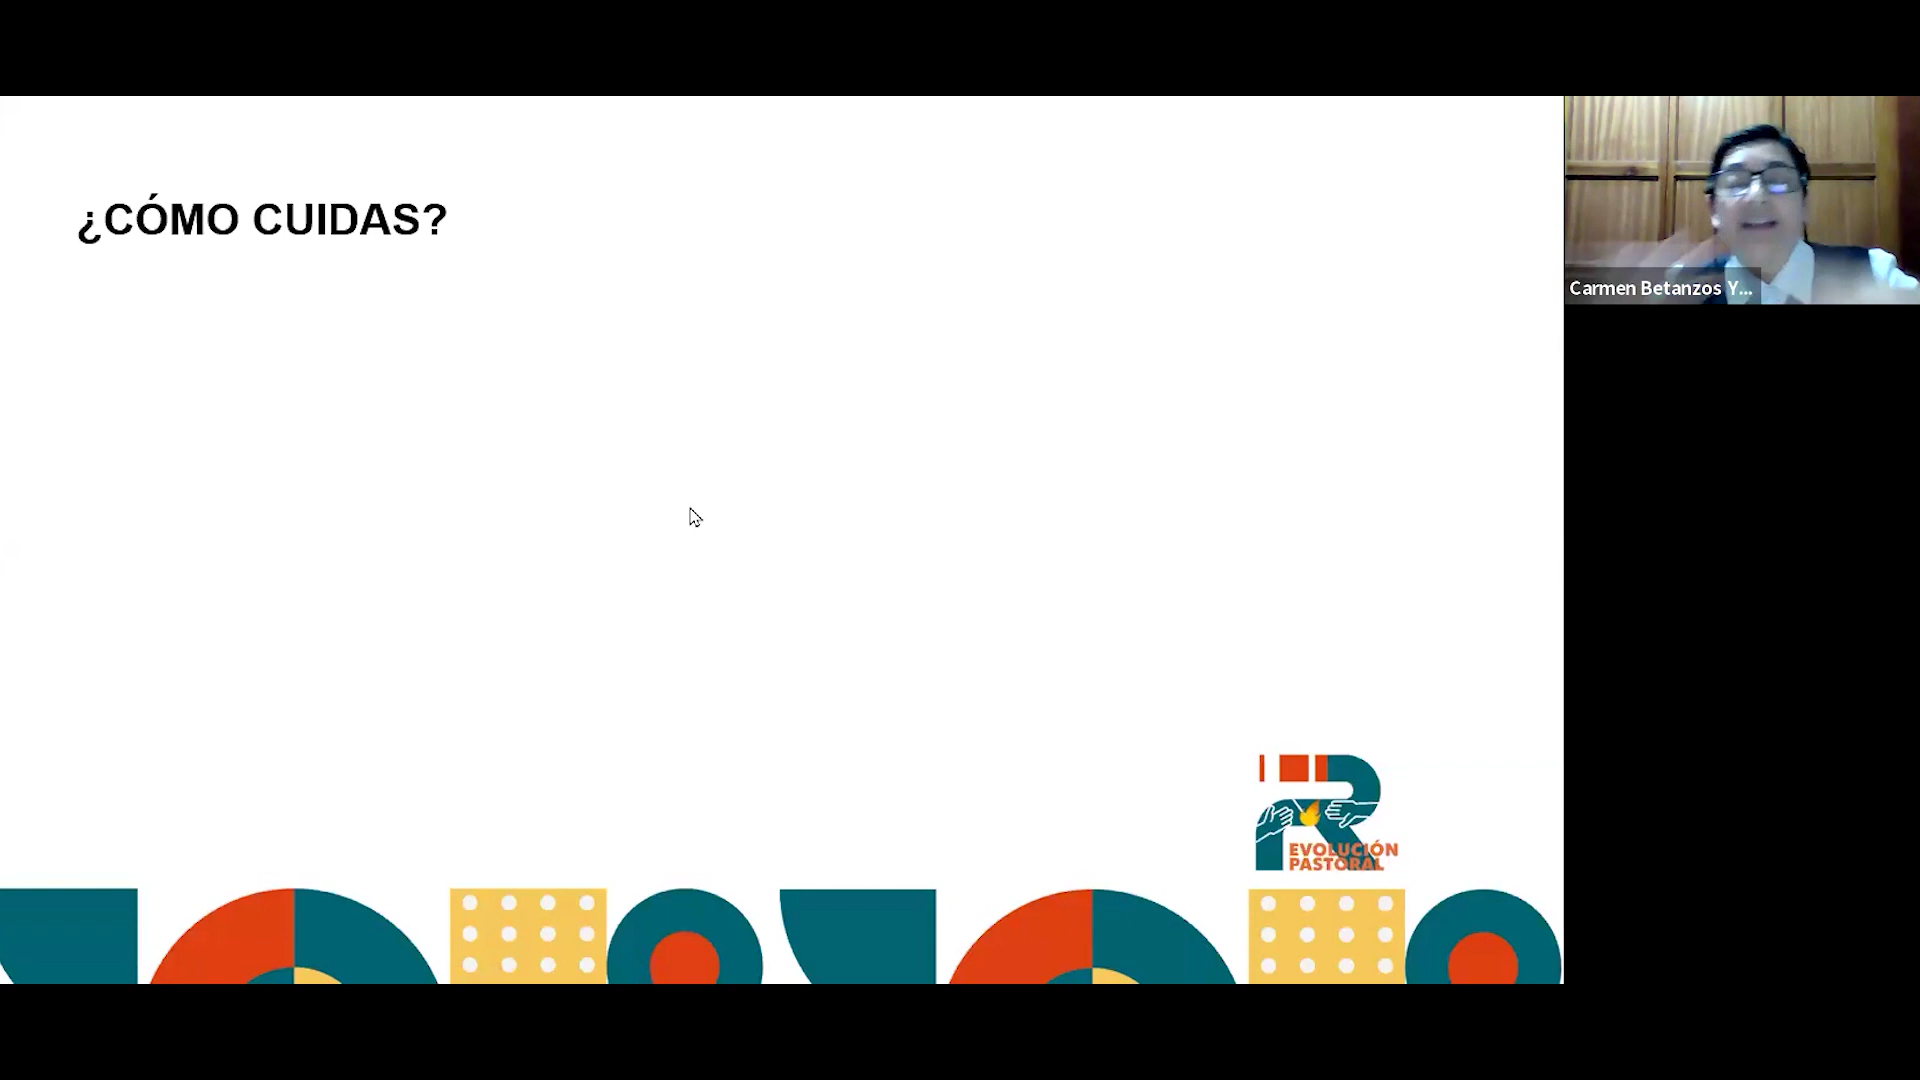 ¿CÓMO CUIDAS?
Carmen Betanzos Y...
R
EVOLUCIÓN
PASTORAL